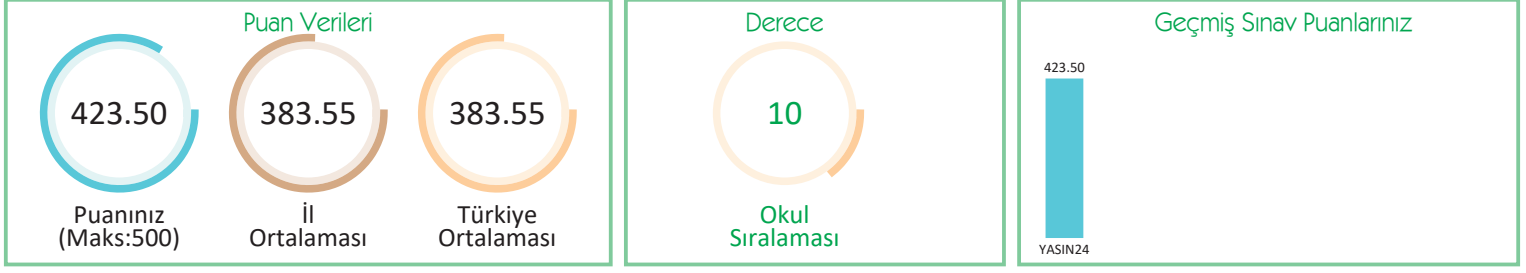 Puan Verileri
423.50
383.55
383.55
Puanınız
(Maks:500)
İl
Ortalaması
Türkiye
Ortalaması
Derece
10
Okul
Sıralaması
Geçmiş Sınav Puanlarınız
423.50
YASIN24